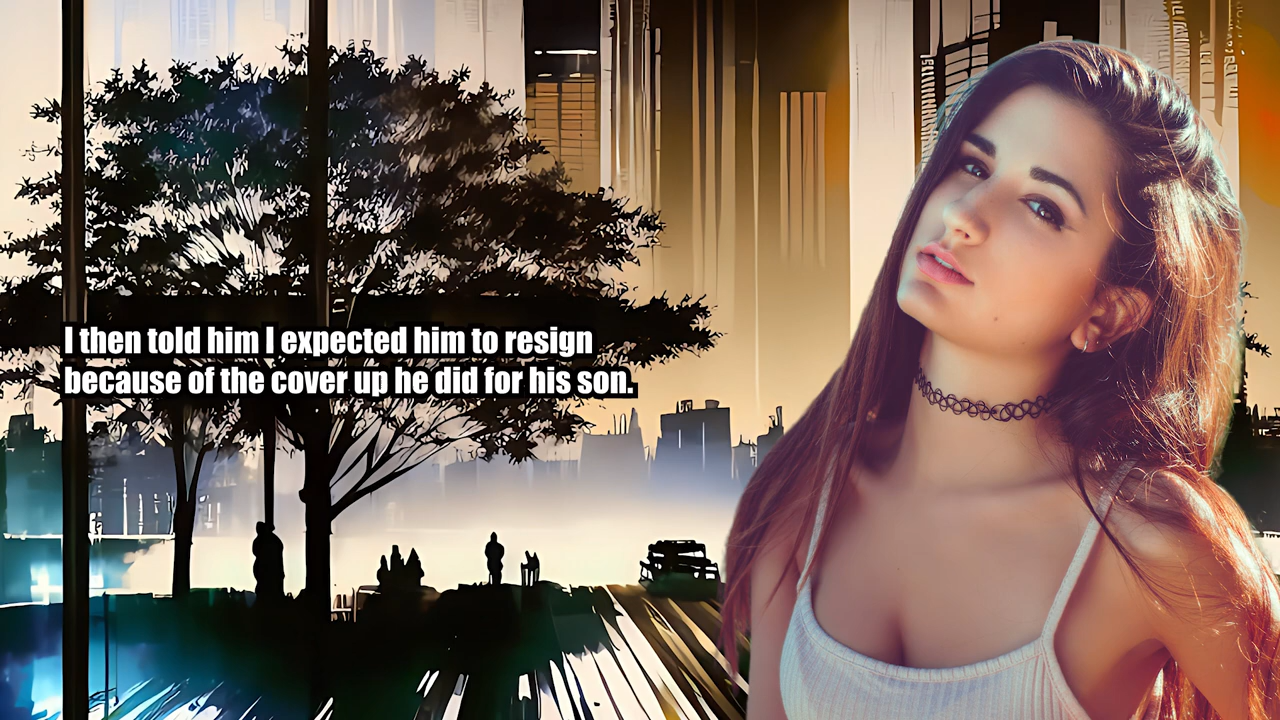 I then told him I expected him to resign
because of the cover up he did for his son.